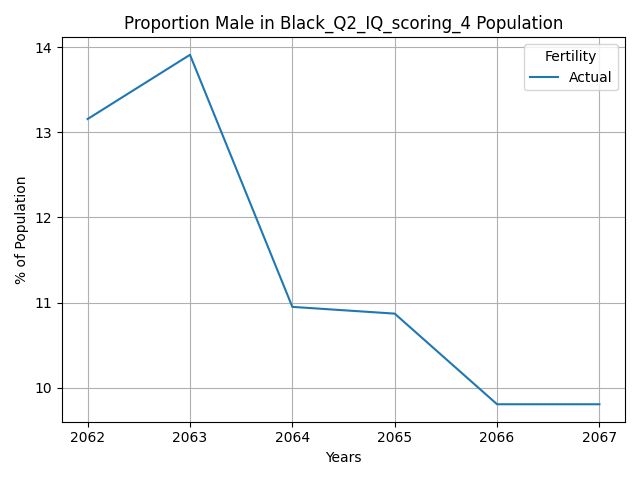 Proportion Male in Black_Q2_IQ_scoring_4 Population
14
13
12
11
10
% of Population
Fertility
Actual
2062 2063 2064 2065 2066 2067
Years